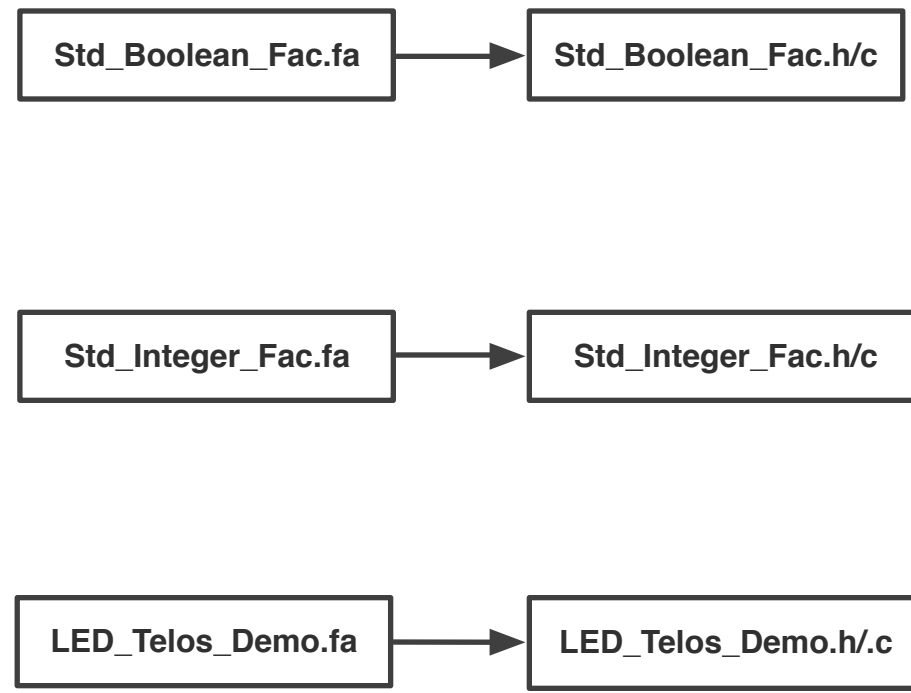 Std_Boolean_Fac.fa
Std_Boolean_Fac.h/c
Std_Integer_Fac.fa
Std_Integer_Fac.h/c
LED_Telos_Demo.fa
LED_Telos_Demo.h/.c